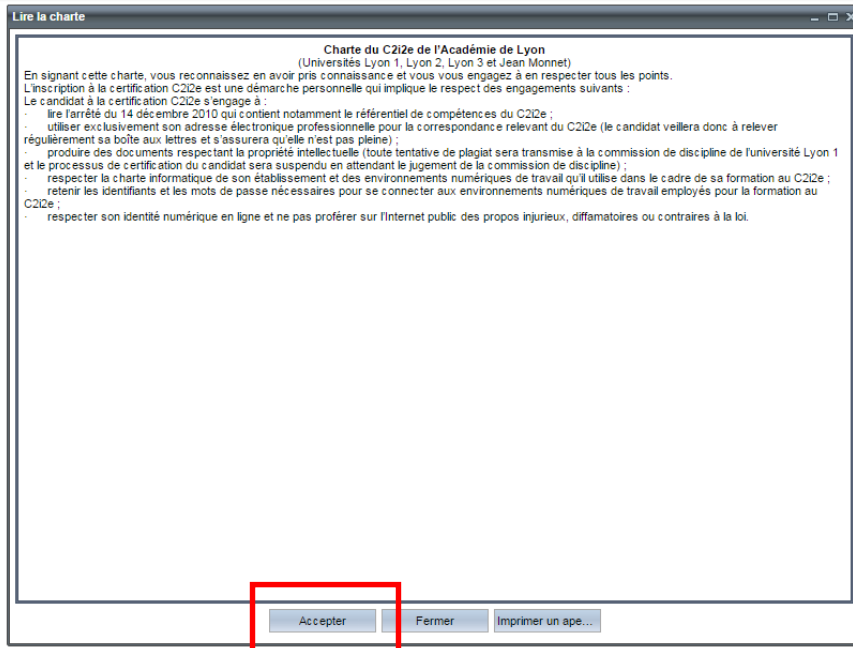 Lire la charte
Charte du C2i2e de l'Académie de Lyon
(Universités Lyon 1, Lyon 2, Lyon 3 et Jean Monnet)
En signant cette charte, vous reconnaissez en avoir pris connaissance et vous vous engagez à en respecter tous les points.
L'inscription à la certification C2i2e est une démarche personnelle qui implique le respect des engagements suivants :
Le candidat à la certification C2i2e s'engage à :
· lire l'arrêté du 14 décembre 2010 qui contient notamment le référentiel de compétences du C2i2e ;
· utiliser exclusivement son adresse électronique professionnelle pour la correspondance relevant du C2i2e (le candidat veillera donc à relever
régulièrement sa boîte aux lettres et s'assurera qu'elle n'est pas pleine) ;
· produire des documents respectant la propriété intellectuelle (toute tentative de plagiat sera transmise à la commission de discipline de l'université Lyon 1
et le processus de certification du candidat sera suspendu en attendant le jugement de la commission de discipline) ;
· respecter la charte informatique de son établissement et des environnements numériques de travail qu'il utilise dans le cadre de sa formation au C2i2e ;
· retenir les identifiants et les mots de passe nécessaires pour se connecter aux environnements numériques de travail employés pour la formation au
C2i2e ;
· respecter son identité numérique en ligne et ne pas proférer sur l'Internet public des propos injurieux, diffamatoires ou contraires à la loi.
Accepter Fermer Imprimer un ape...